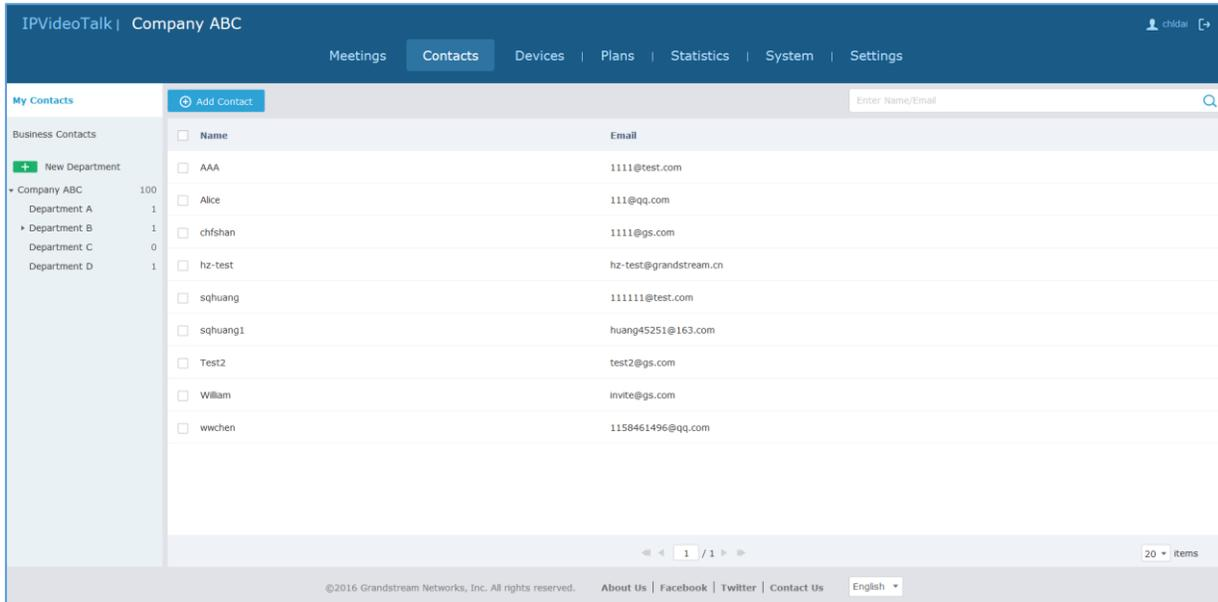 IPVideoTalk | Company ABC
chldai
Meetings Contacts Devices | Plans | Statistics | System | Settings
My Contacts
Add Contact
Enter Name/Email
Business Contacts
Name Email
New Department
AAA 1111@test.com
Company ABC 100
Alice 111@qq.com
Department A 1
Department B 1
chfshan 1111@gs.com
Department C 0
Department D 1
hz-test hz-test@grandstream.cn
sqhuang 111111@test.com
sqhuang1 huang45251@163.com
Test2 test2@gs.com
William invite@gs.com
wwchen 1158461496@qq.com
1 / 1
20 items
©2016 Grandstream Networks, Inc. All rights reserved. About Us | Facebook | Twitter | Contact Us English